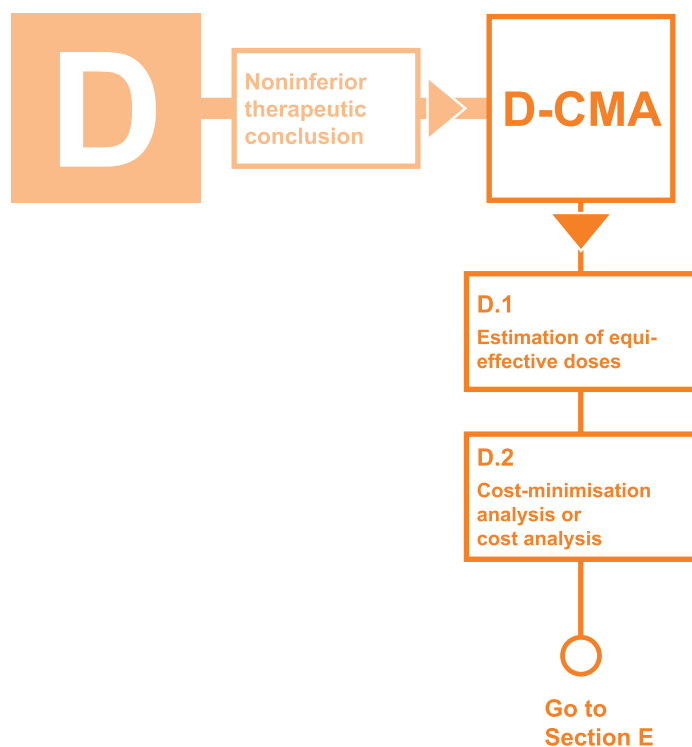 D
Noninferior
therapeutic
conclusion
D-CMA
D.1
Estimation of equi-
effective doses
D.2
Cost-minimisation
analysis or
cost analysis
Go to
Section E